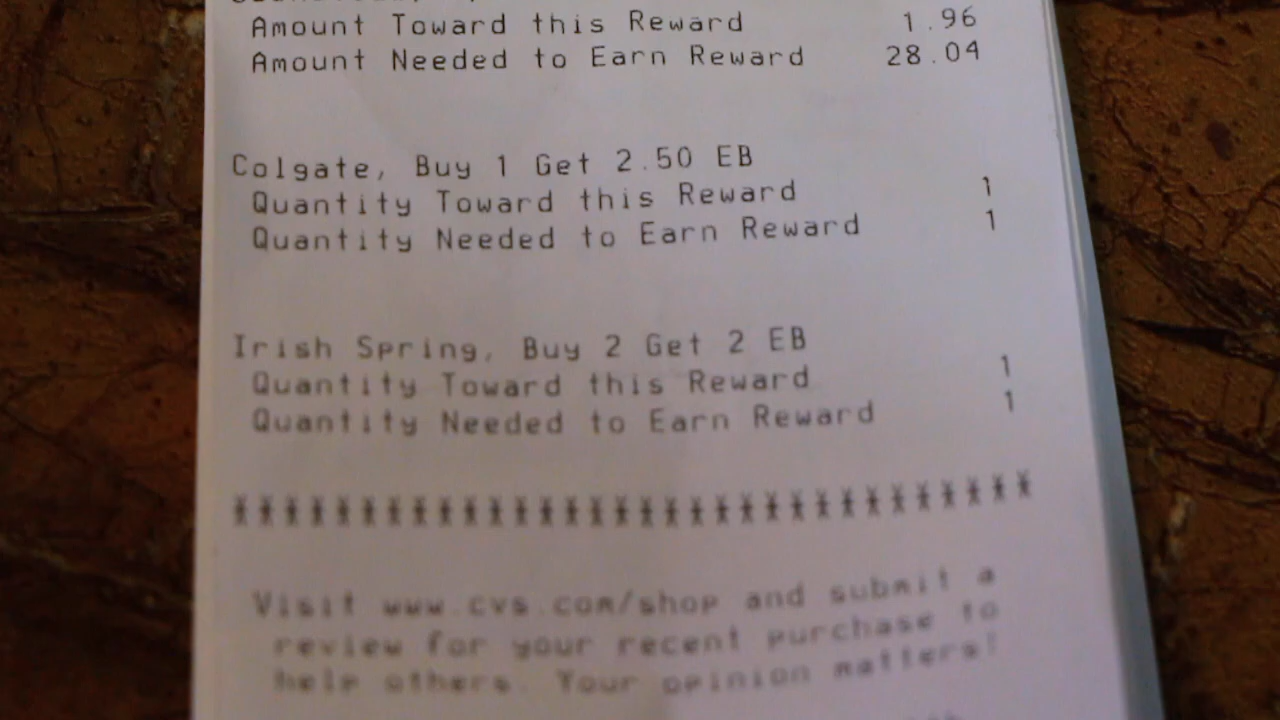 Amount Toward this Reward 1.96
Amount Needed to Earn Reward 28.04
Colgate, Buy 1 Get 2.50 EB
Quantity Toward this Reward 1
Quantity Needed to Earn Reward 1
Irish Spring, Buy 2 Get 2 EB
Quantity Toward this Reward 1
Quantity Needed to Earn Reward 1
********************************
Visit www.cvs.com/shop and submit a
review for your recent purchase to
help others. Your opinion matters!